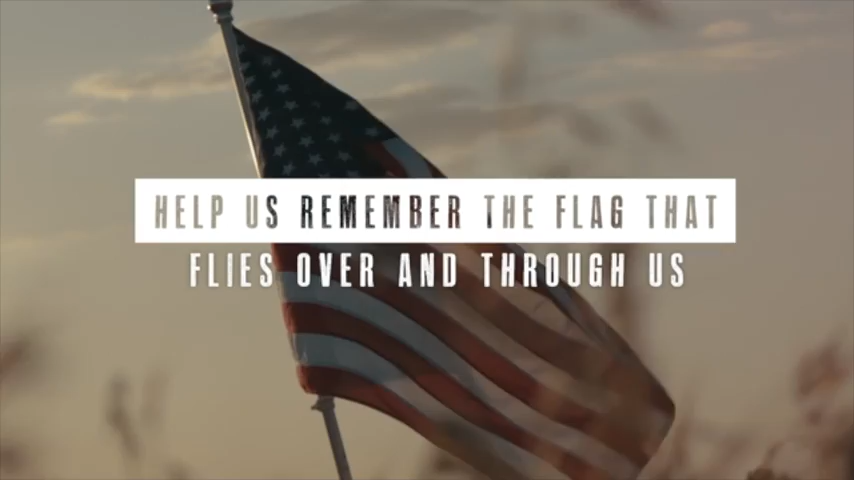 HELP US REMEMBER THE FLAG THAT
FLIES OVER AND THROUGH US